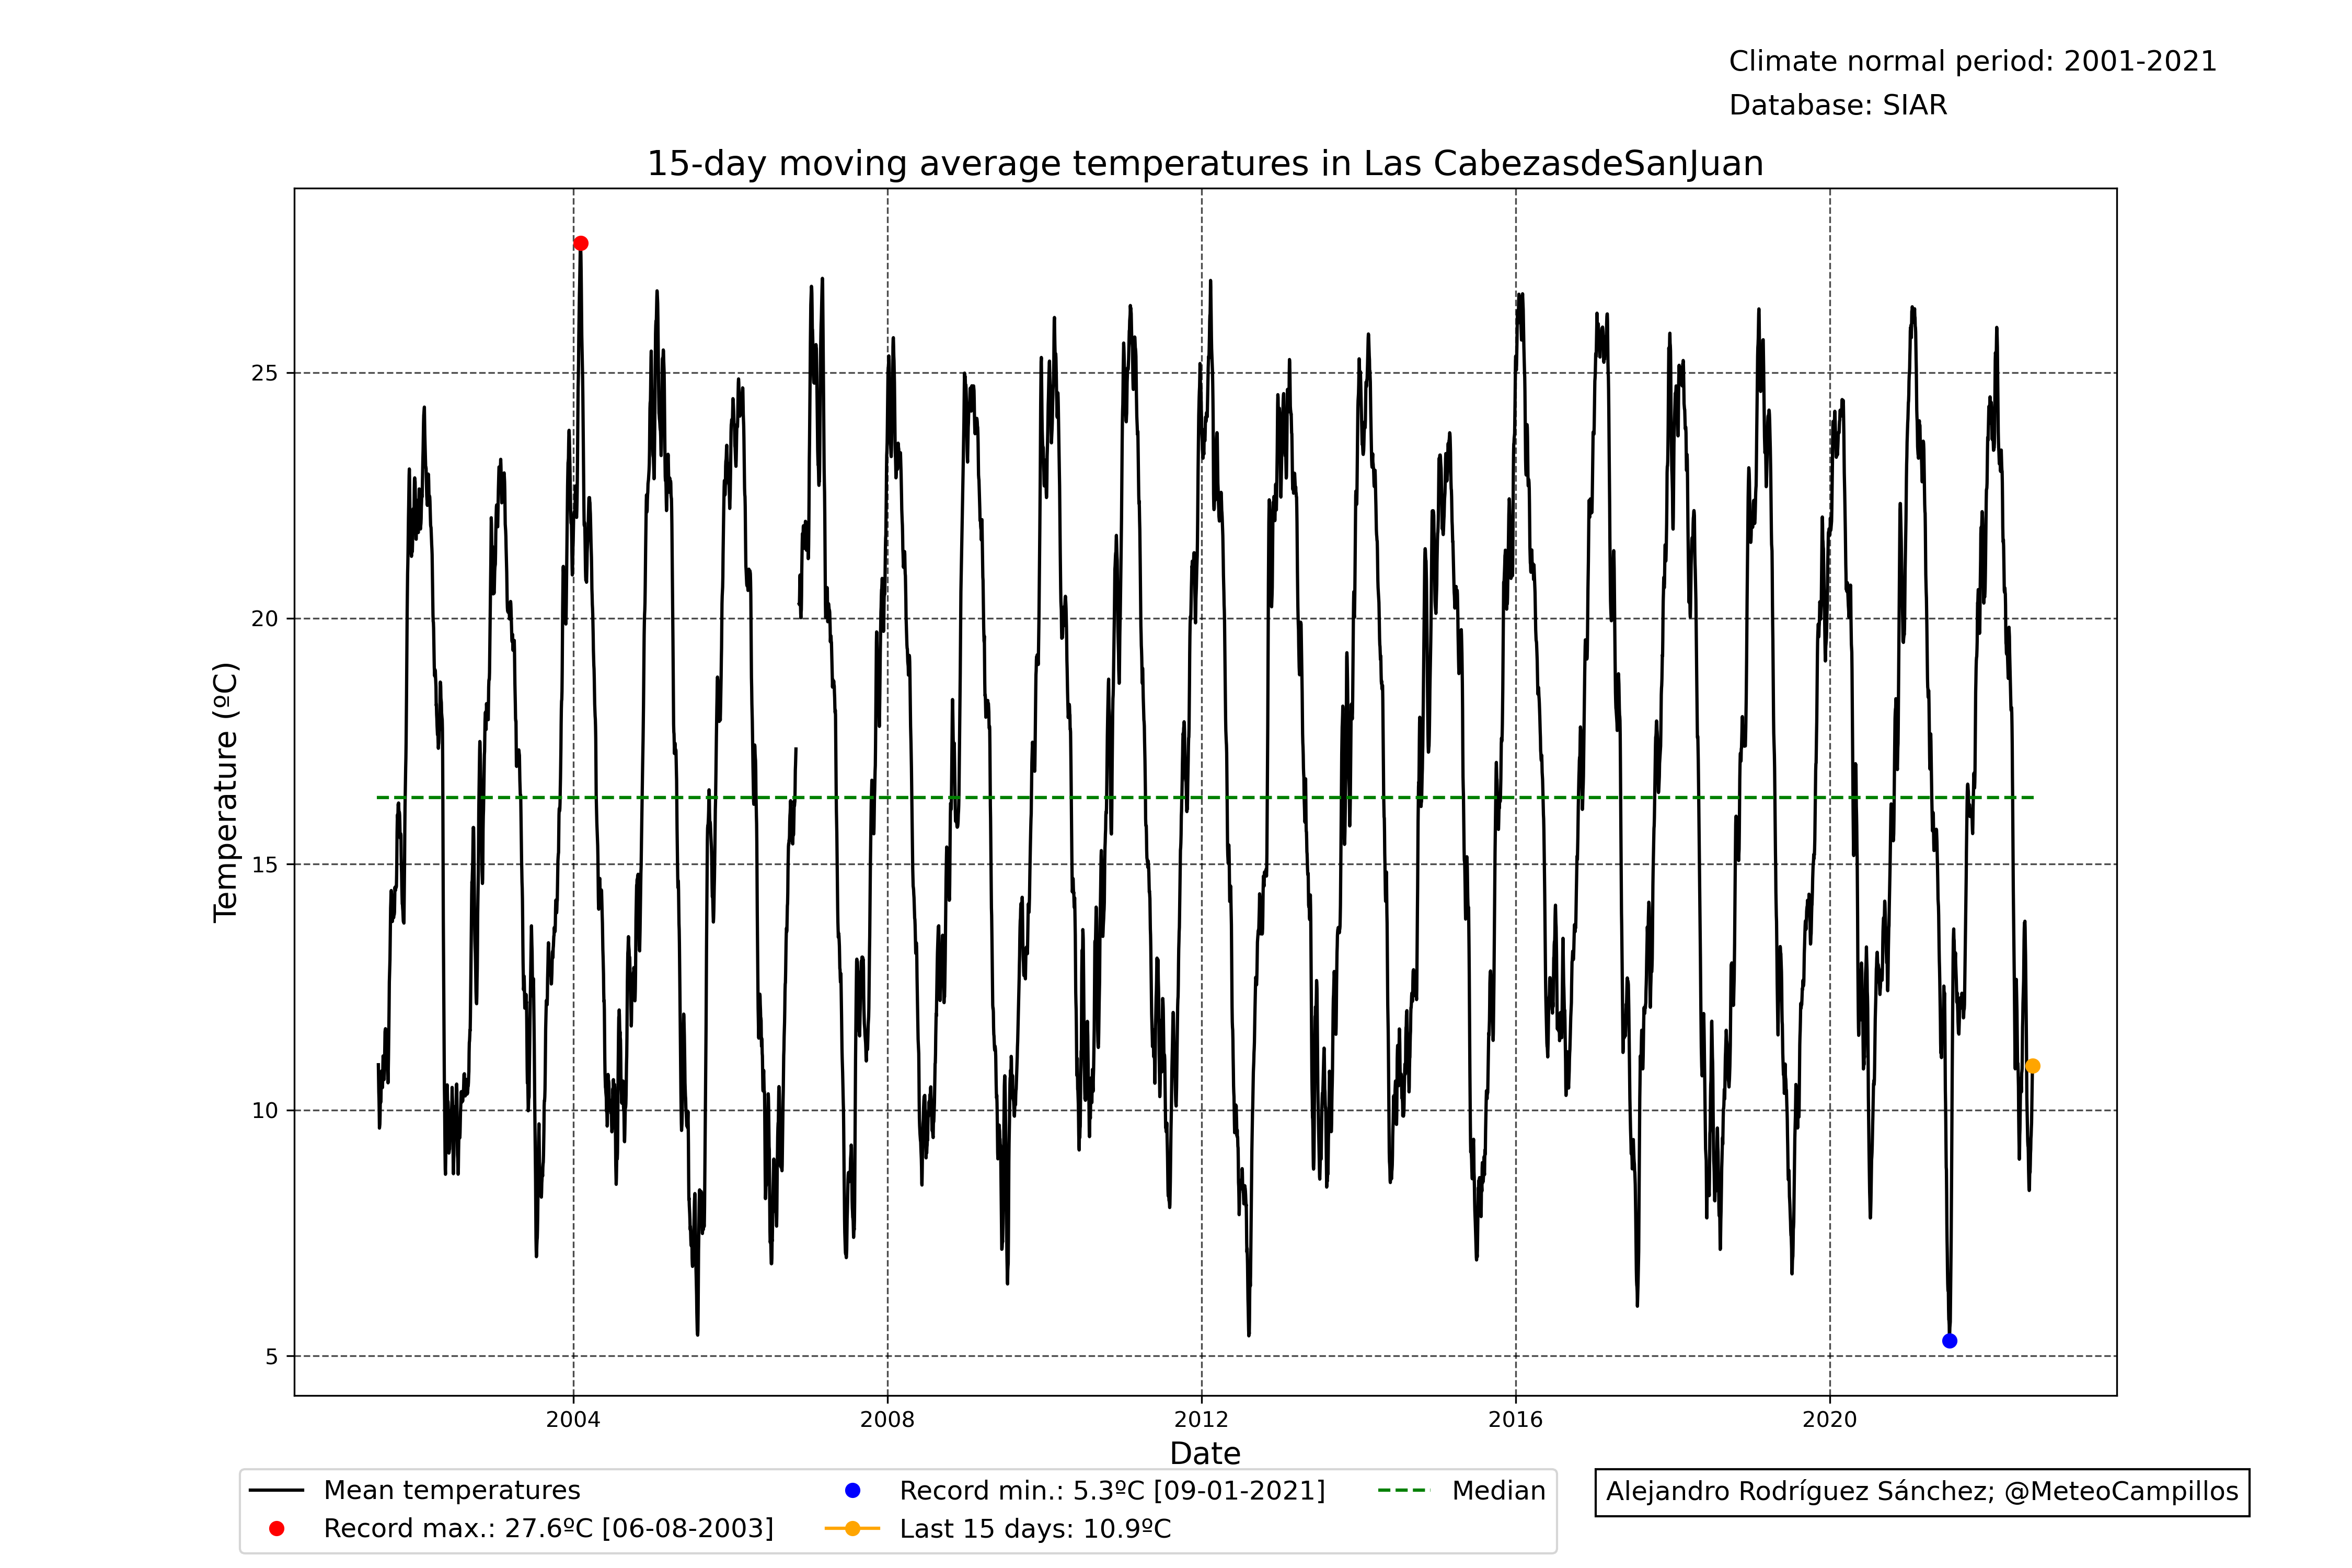 Climate normal period: 2001-2021
Database: SIAR
15-day moving average temperatures in Las CabezasdeSanJuan
Temperature (ºC)
25
20
15
10
5
2004 2008 2012 2016 2020
Date
Mean temperatures
Record max.: 27.6ºC [06-08-2003]
Record min.: 5.3ºC [09-01-2021]
Last 15 days: 10.9ºC
Median
Alejandro Rodríguez Sánchez; @MeteoCampillos